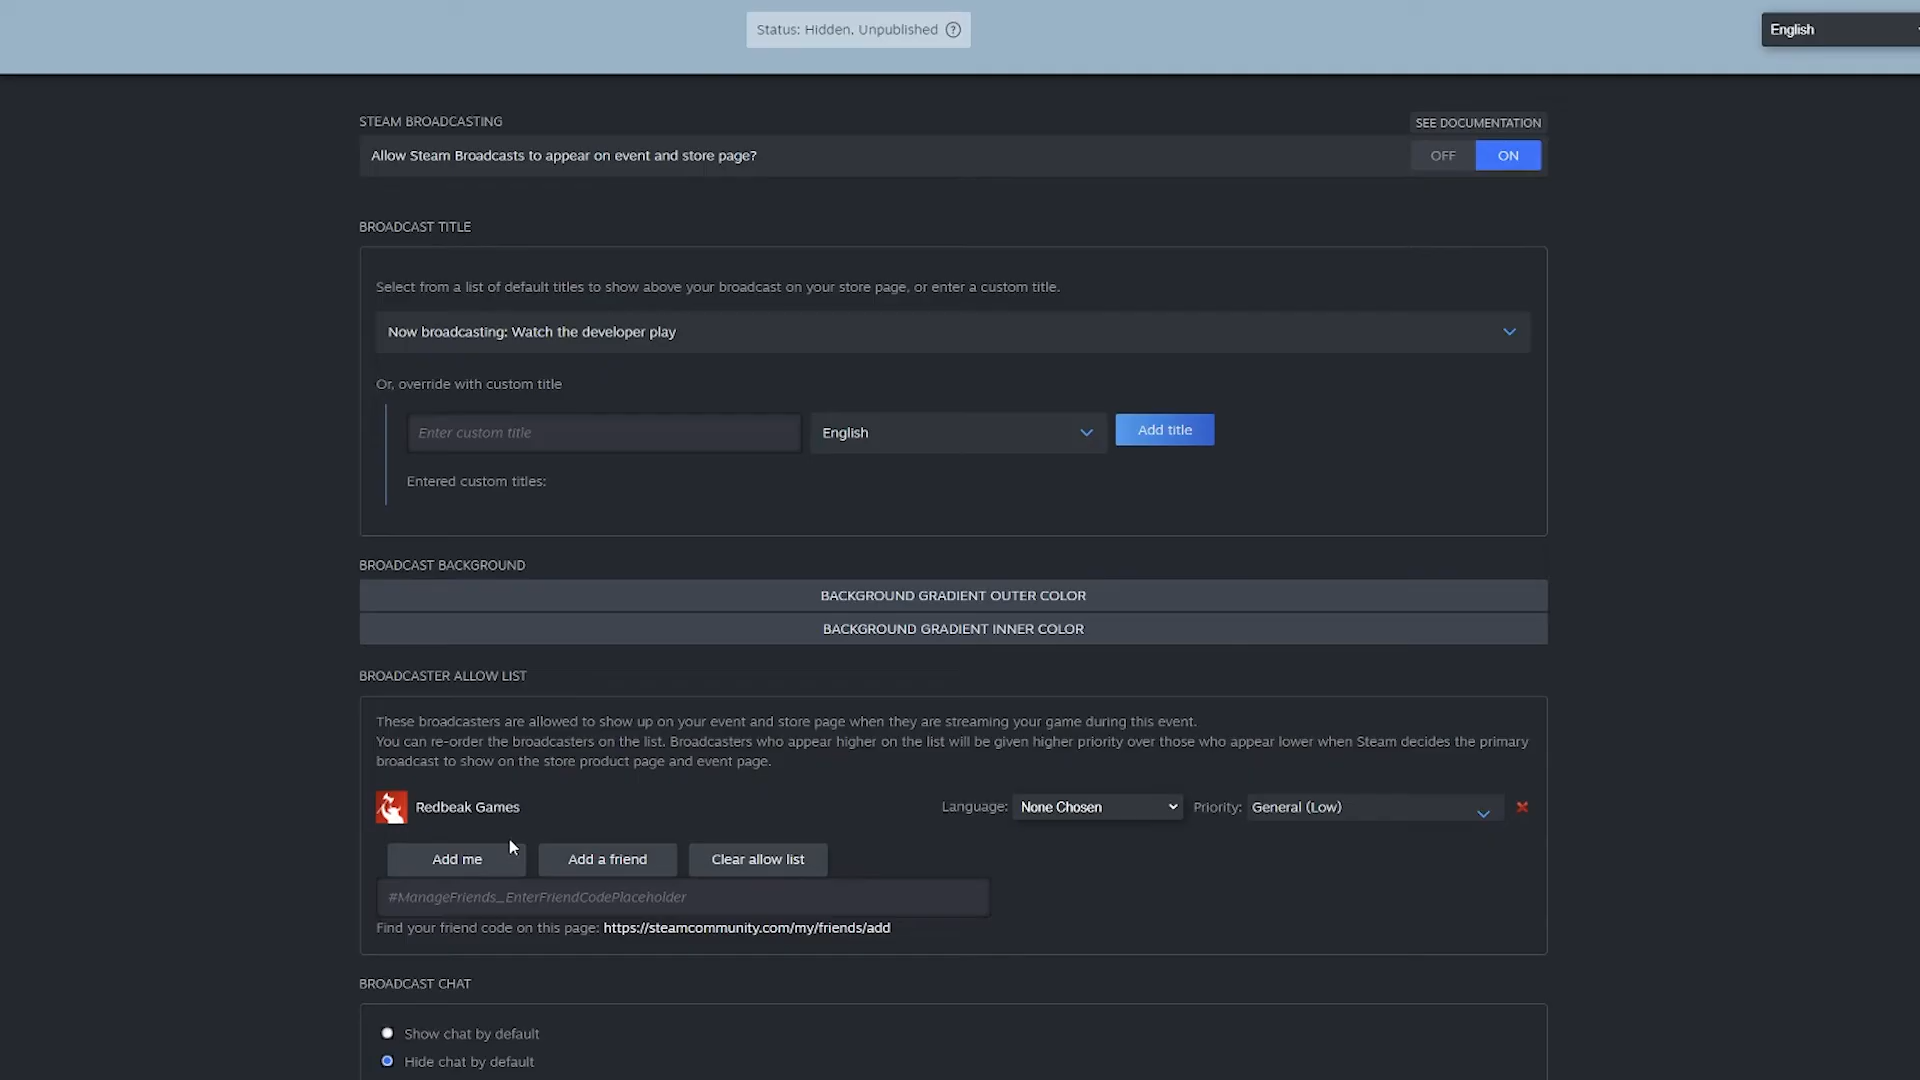 Status: Hidden, Unpublished ?
English
STEAM BROADCASTING
SEE DOCUMENTATION
Allow Steam Broadcasts to appear on event and store page?
OFF
ON
BROADCAST TITLE
Select from a list of default titles to show above your broadcast on your store page, or enter a custom title.
Now broadcasting: Watch the developer play
Or, override with custom title
Enter custom title
English
Add title
Entered custom titles:
BROADCAST BACKGROUND
BACKGROUND GRADIENT OUTER COLOR
BACKGROUND GRADIENT INNER COLOR
BROADCASTER ALLOW LIST
These broadcasters are allowed to show up on your event and store page when they are streaming your game during this event.
You can re-order the broadcasters on the list. Broadcasters who appear higher on the list will be given higher priority over those who appear lower when Steam decides the primary
broadcast to show on the store product page and event page.
Redbeak Games
Language:
None Chosen
Priority:
General (Low)
Add me
Add a friend
Clear allow list
#ManageFriends_EnterFriendCodePlaceholder
Find your friend code on this page: https://steamcommunity.com/my/friends/add
BROADCAST CHAT
Show chat by default
Hide chat by default